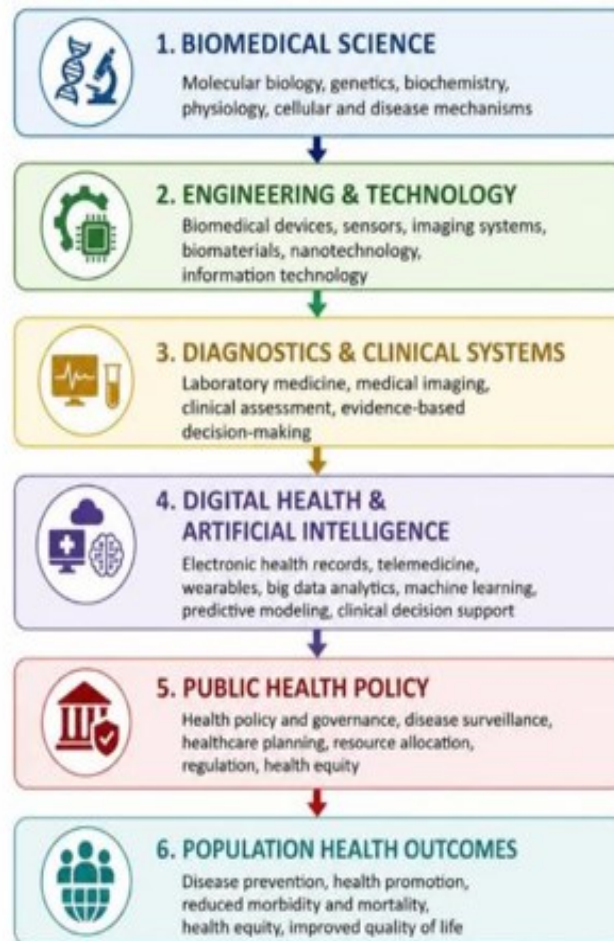 1. BIOMEDICAL SCIENCE
Molecular biology, genetics, biochemistry,
physiology, cellular and disease mechanisms
2. ENGINEERING & TECHNOLOGY
Biomedical devices, sensors, imaging systems,
biomaterials, nanotechnology,
information technology
3. DIAGNOSTICS & CLINICAL SYSTEMS
Laboratory medicine, medical imaging,
clinical assessment, evidence-based
decision-making
4. DIGITAL HEALTH &
ARTIFICIAL INTELLIGENCE
Electronic health records, telemedicine,
wearables, big data analytics, machine learning,
predictive modeling, clinical decision support
5. PUBLIC HEALTH POLICY
Health policy and governance, disease surveillance,
healthcare planning, resource allocation,
regulation, health equity
6. POPULATION HEALTH OUTCOMES
Disease prevention, health promotion,
reduced morbidity and mortality,
health equity, improved quality of life